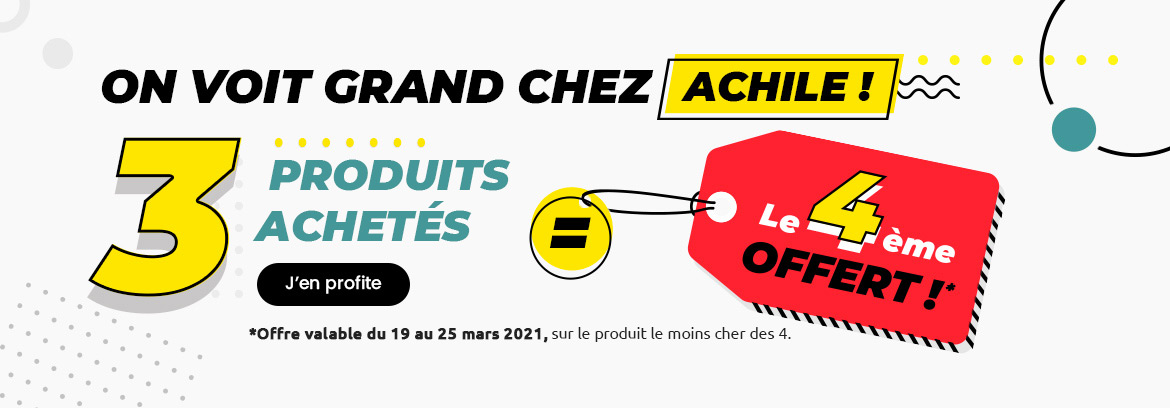 ON VOIT GRAND CHEZ ACHILE !
3 PRODUITS
ACHETÉS
=
Le 4ème
OFFERT !*
J'en profite
*Offre valable du 19 au 25 mars 2021, sur le produit le moins cher des 4.